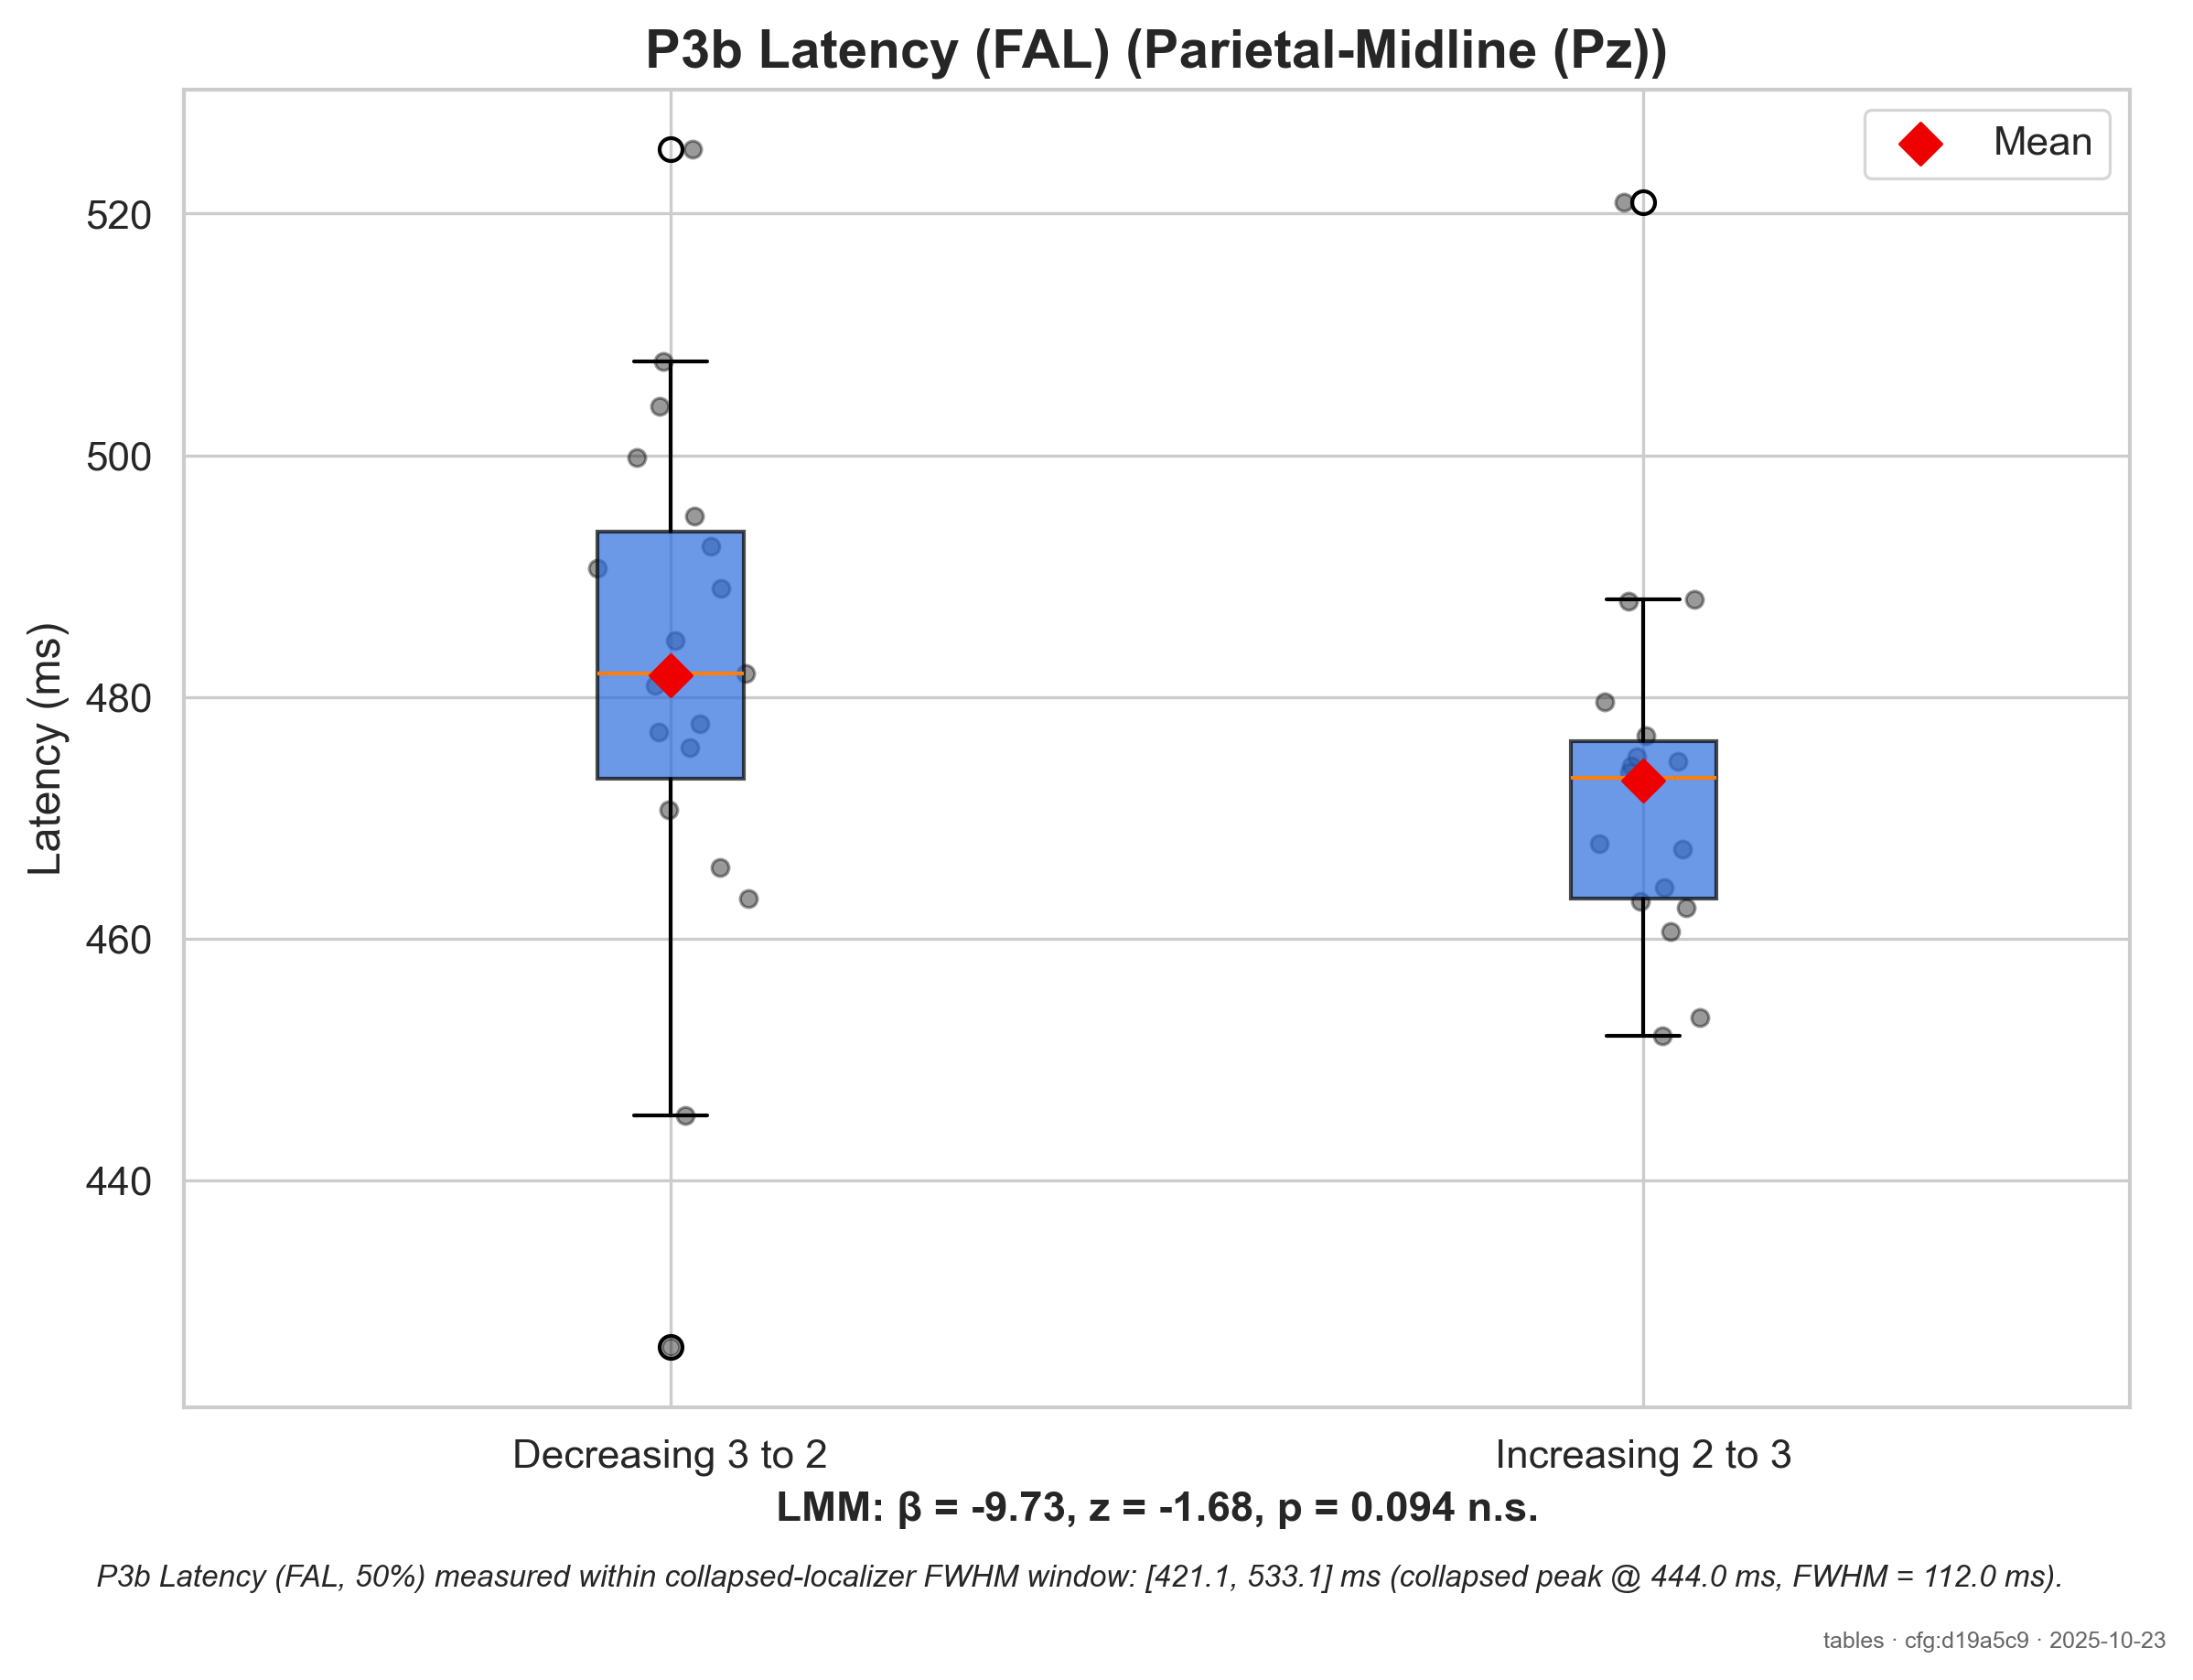 P3b Latency (FAL) (Parietal-Midline (Pz))
Mean
Latency (ms)
520
500
480
460
440
Decreasing 3 to 2
Increasing 2 to 3
LMM: β = -9.73, z = -1.68, p = 0.094 n.s.
P3b Latency (FAL, 50%) measured within collapsed-localizer FWHM window: [421.1, 533.1] ms (collapsed peak @ 444.0 ms, FWHM = 112.0 ms).
tables · cfg:d19a5c9 · 2025-10-23